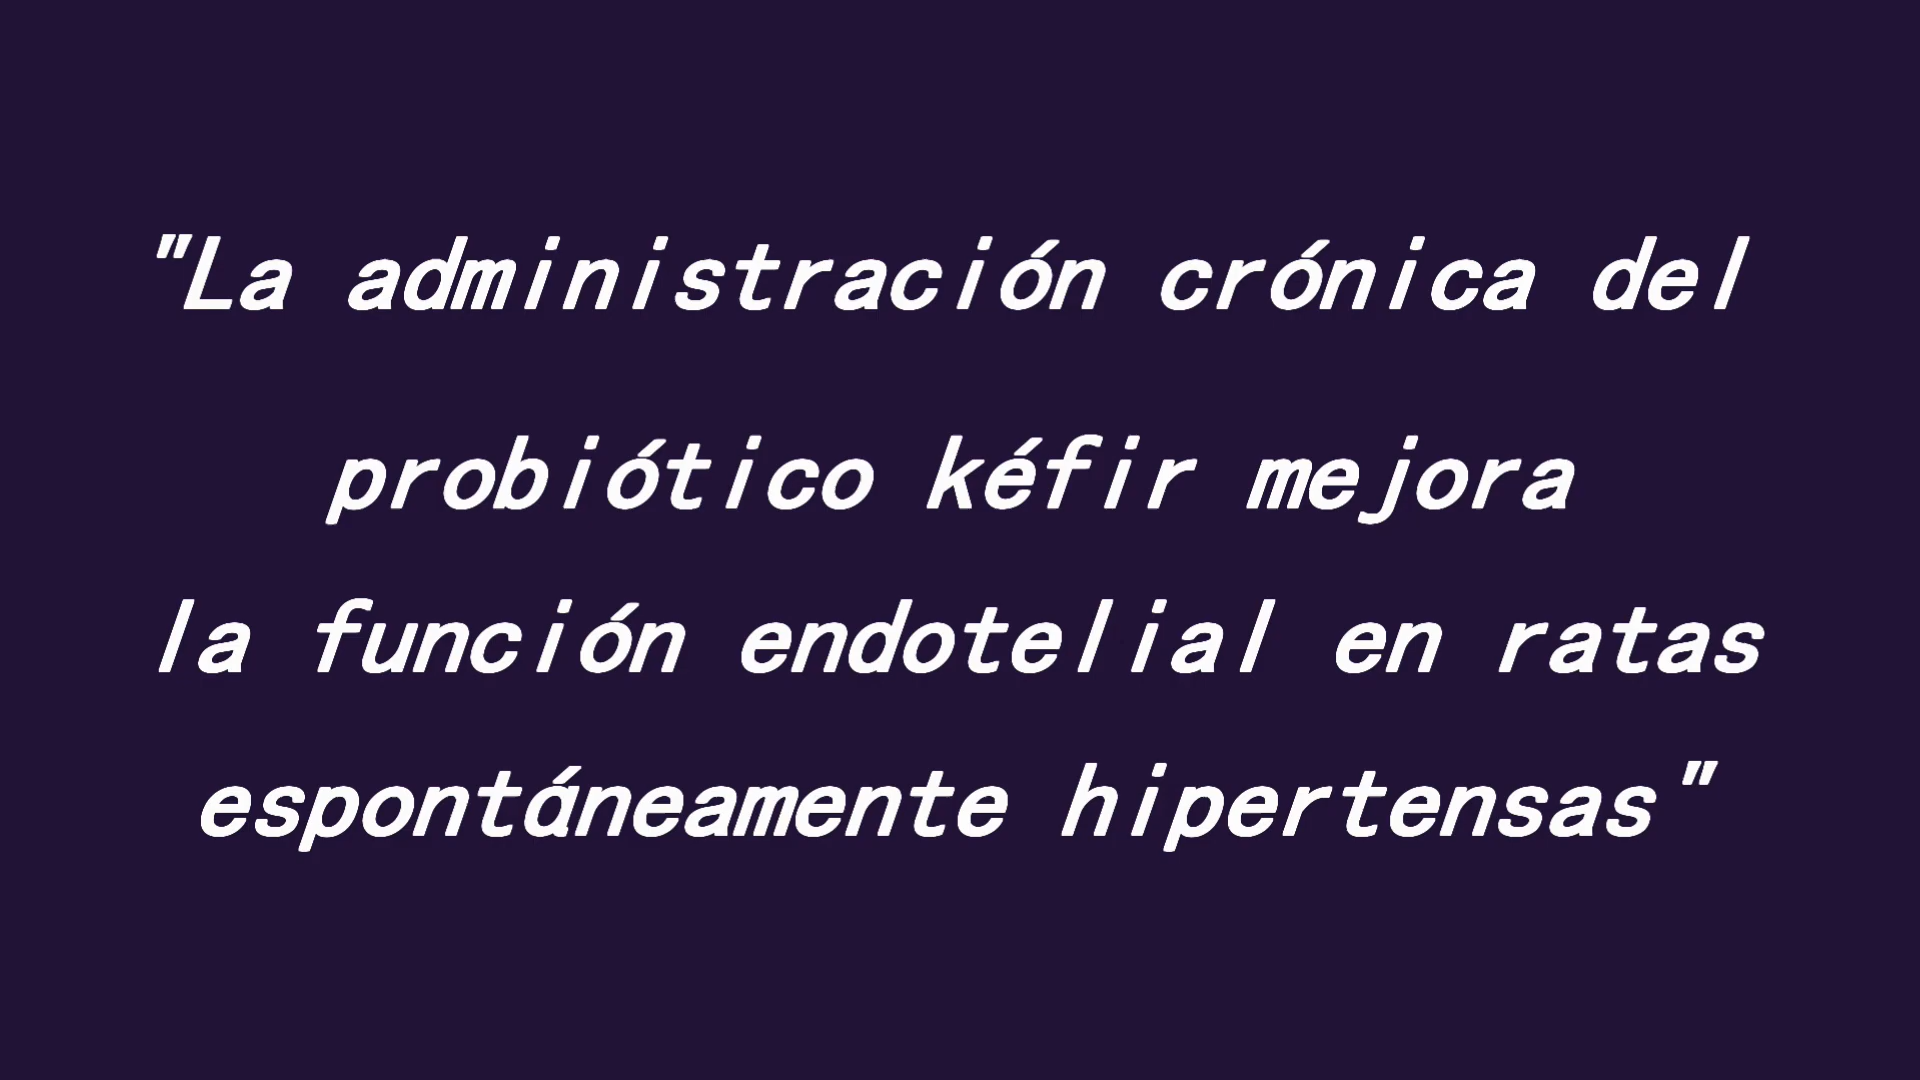 "La administración crónica del
probiótico kéfir mejora
la función endotelial en ratas
espontáneamente hipertensas"